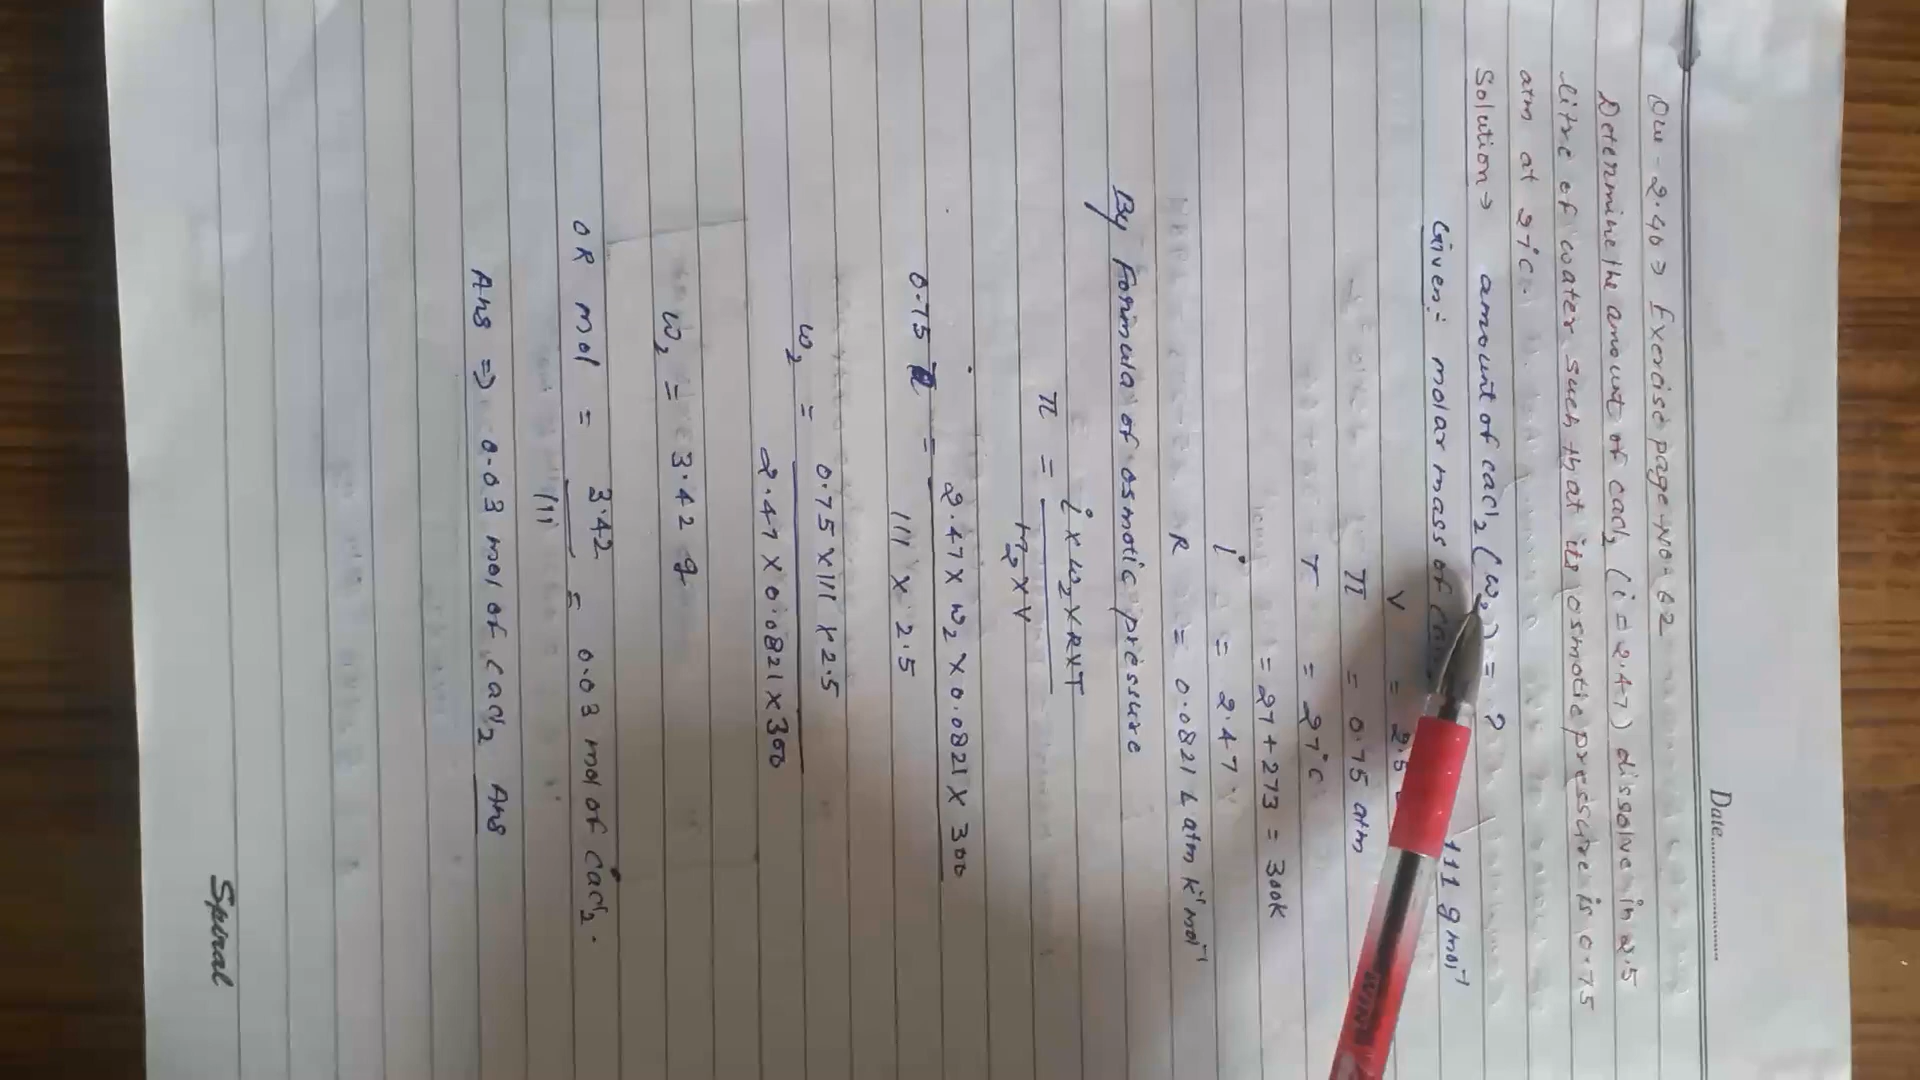 Date
Que - 2.40 → Exercise page no - 62
Determine the amount of CaCl₂ (i = 2.47) dissolve in 2.5
litre of water such that its osmotic pressure is 0.75
atm at 27°C.
Solution → amount of CaCl₂ (w₂) = ?
Given:- molar mass of 111 g mol⁻¹
V = 2.5
π = 0.75 atm
T = 27°C
= 27 + 273 = 300K
i = 2.47
R = 0.0821 L atm K⁻¹ mol⁻¹
By Formula of osmotic pressure
π = i × w₂ × R × T / M₂ × V
0.75 = 2.47 × w₂ × 0.0821 × 300 / 111 × 2.5
w₂ = 0.75 × 111 × 2.5 / 2.47 × 0.0821 × 300
w₂ = 3.42 g
OR mol = 3.42 / 111 = 0.03 mol of CaCl₂.
Ans ⇒ 0.03 mol of CaCl₂ Ans
Spiral
WIN